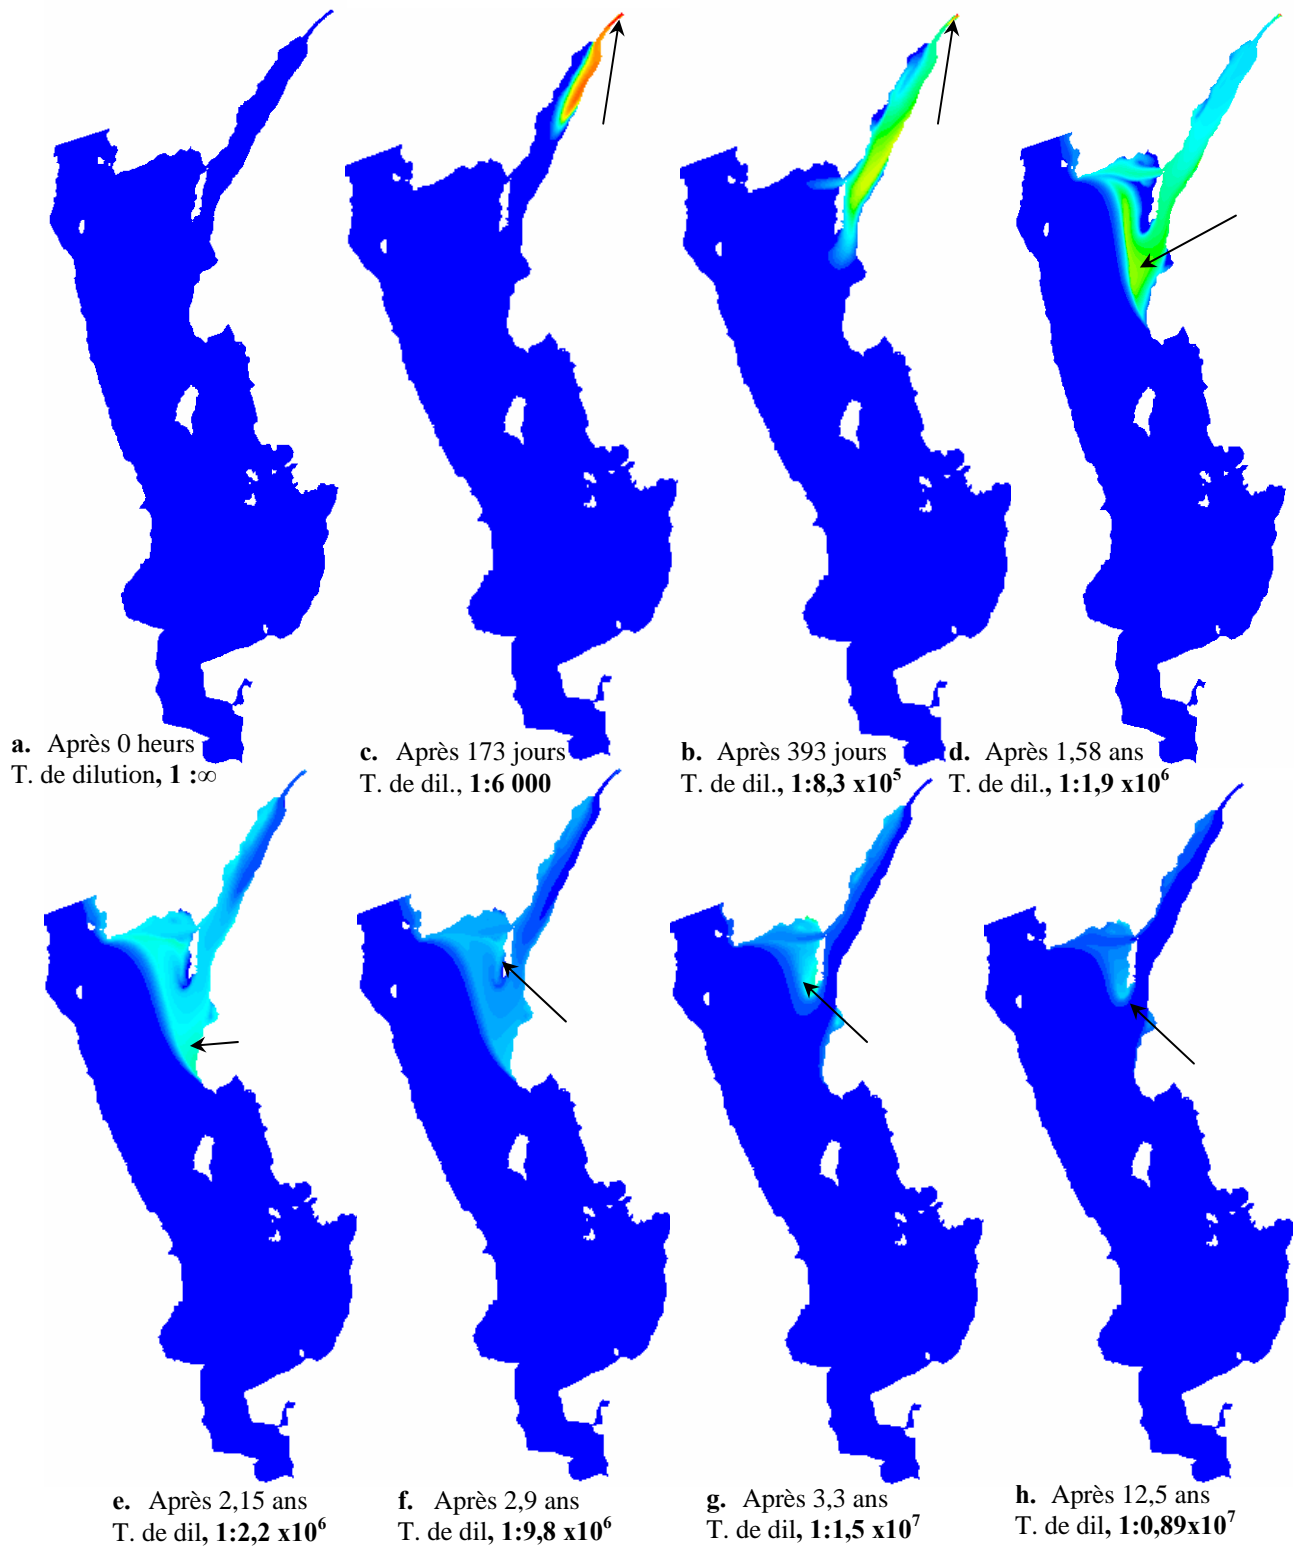 a. Après 0 heurs
T. de dilution, 1 :∞
c. Après 173 jours
T. de dil., 1:6 000
b. Après 393 jours
T. de dil., 1:8,3 x10⁵
d. Après 1,58 ans
T. de dil., 1:1,9 x10⁶
e. Après 2,15 ans
T. de dil, 1:2,2 x10⁶
f. Après 2,9 ans
T. de dil, 1:9,8 x10⁶
g. Après 3,3 ans
T. de dil, 1:1,5 x10⁷
h. Après 12,5 ans
T. de dil, 1:0,89x10⁷